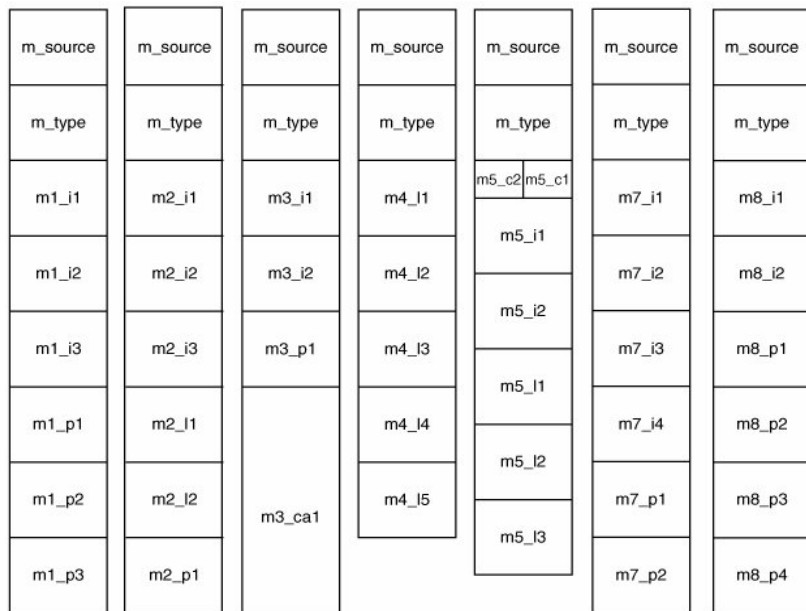 m_source m_source m_source m_source m_source m_source m_source
m_type m_type m_type m_type m_type m_type m_type
m1_i1 m2_i1 m3_i1 m4_l1 m5_c2 m5_c1 m7_i1 m8_i1
m5_i1
m1_i2 m2_i2 m3_i2 m4_l2 m7_i2 m8_i2
m5_i2
m1_i3 m2_i3 m3_p1 m4_l3 m7_i3 m8_p1
m5_l1
m1_p1 m2_l1 m4_l4 m7_i4 m8_p2
m5_l2
m1_p2 m2_l2 m3_ca1 m4_l5 m7_p1 m8_p3
m5_l3
m1_p3 m2_p1 m7_p2 m8_p4